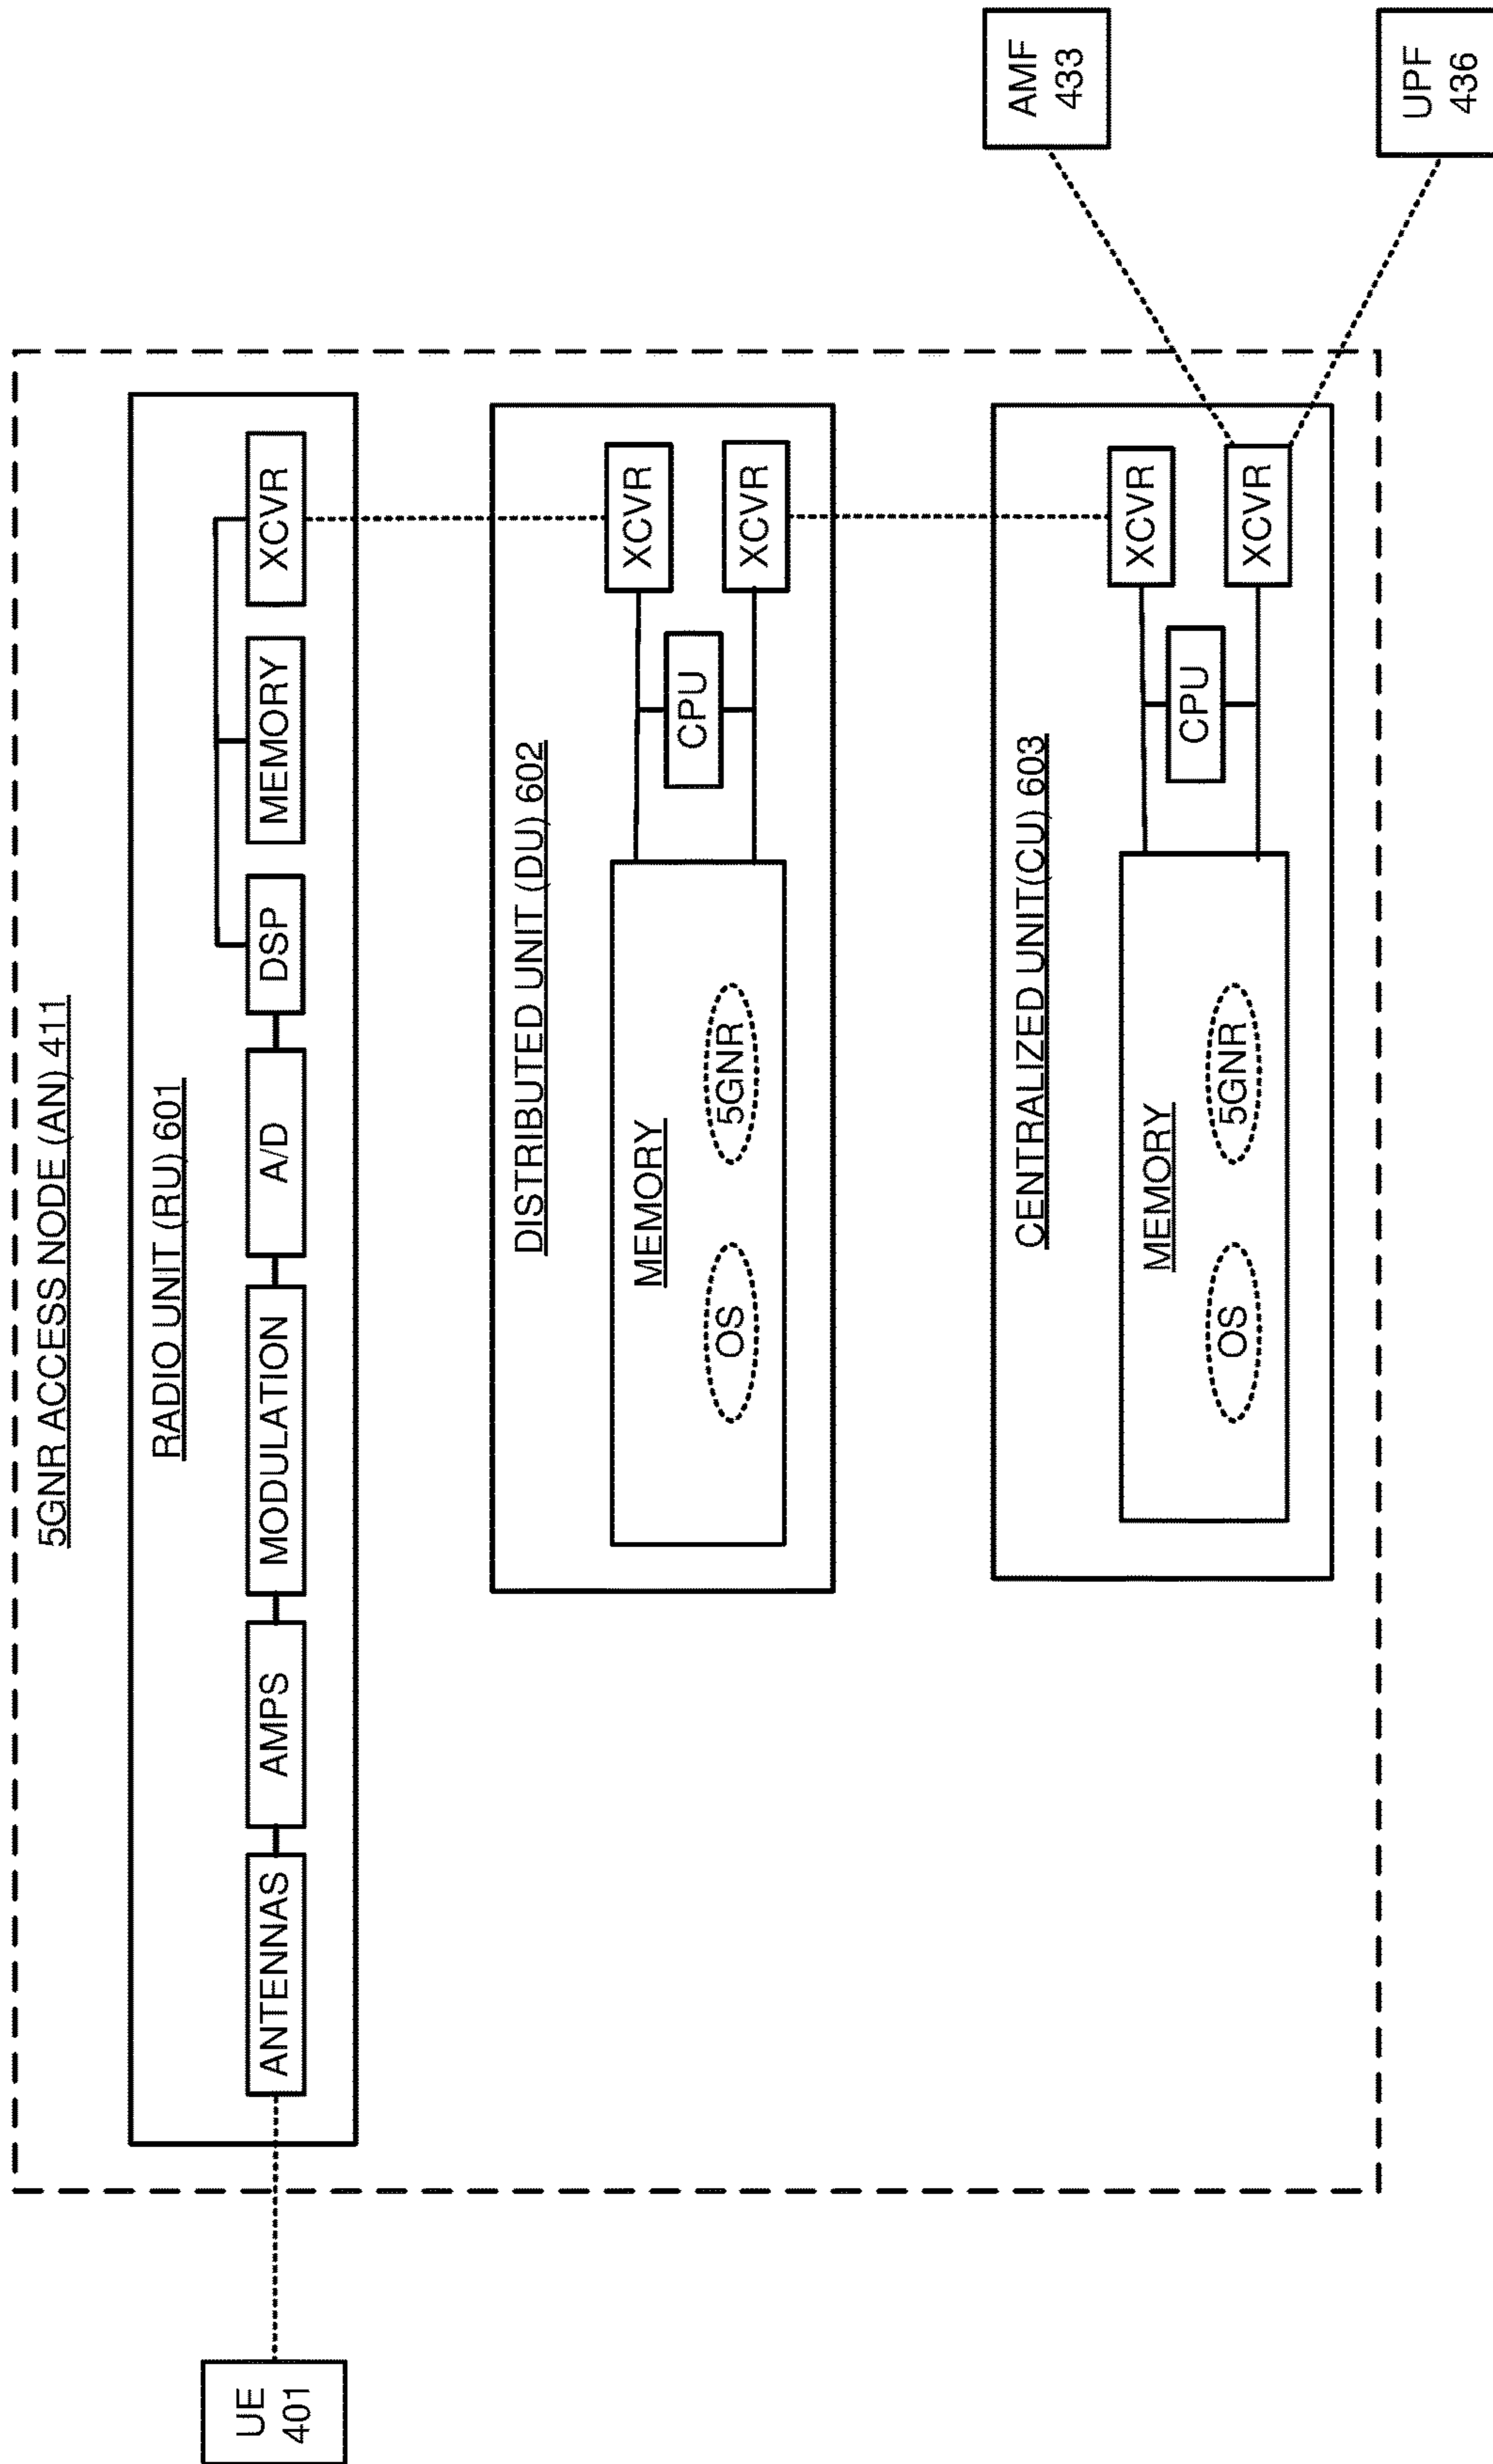 5GNR ACCESS NODE (AN) 411
RADIO UNIT (RU) 601
UE
401
ANTENNAS
AMPS
MODULATION
A/D
DSP
MEMORY
XCVR
DISTRIBUTED UNIT (DU) 602
MEMORY
OS
5GNR
CPU
XCVR
XCVR
CENTRALIZED UNIT(CU) 603
MEMORY
OS
5GNR
CPU
XCVR
XCVR
AMF
433
UPF
436